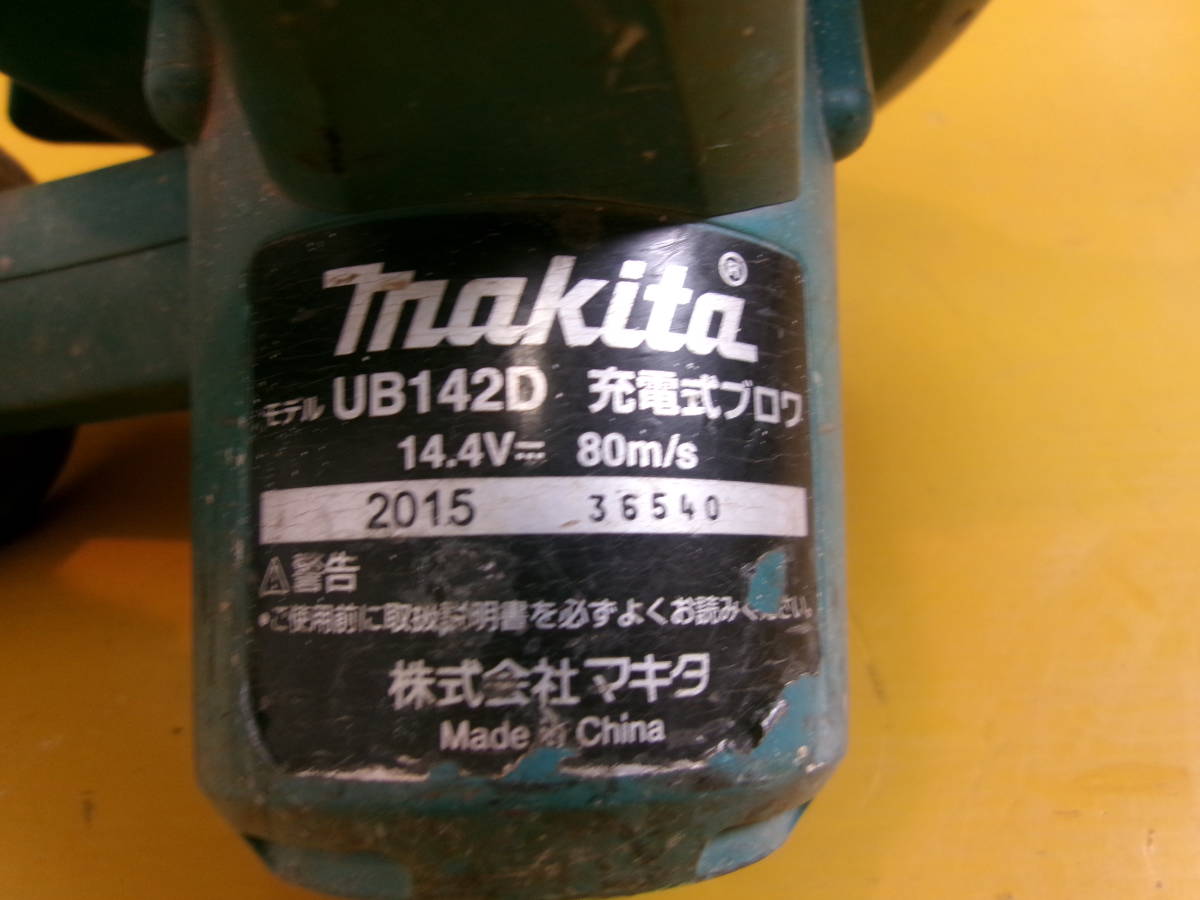 makita®
モデル UB142D 充電式ブロワ
14.4V⎓ 80m/s
2015 36540
⚠警告
•ご使用前に取扱説明書を必ずよくお読みください。
株式会社マキタ
Made in China